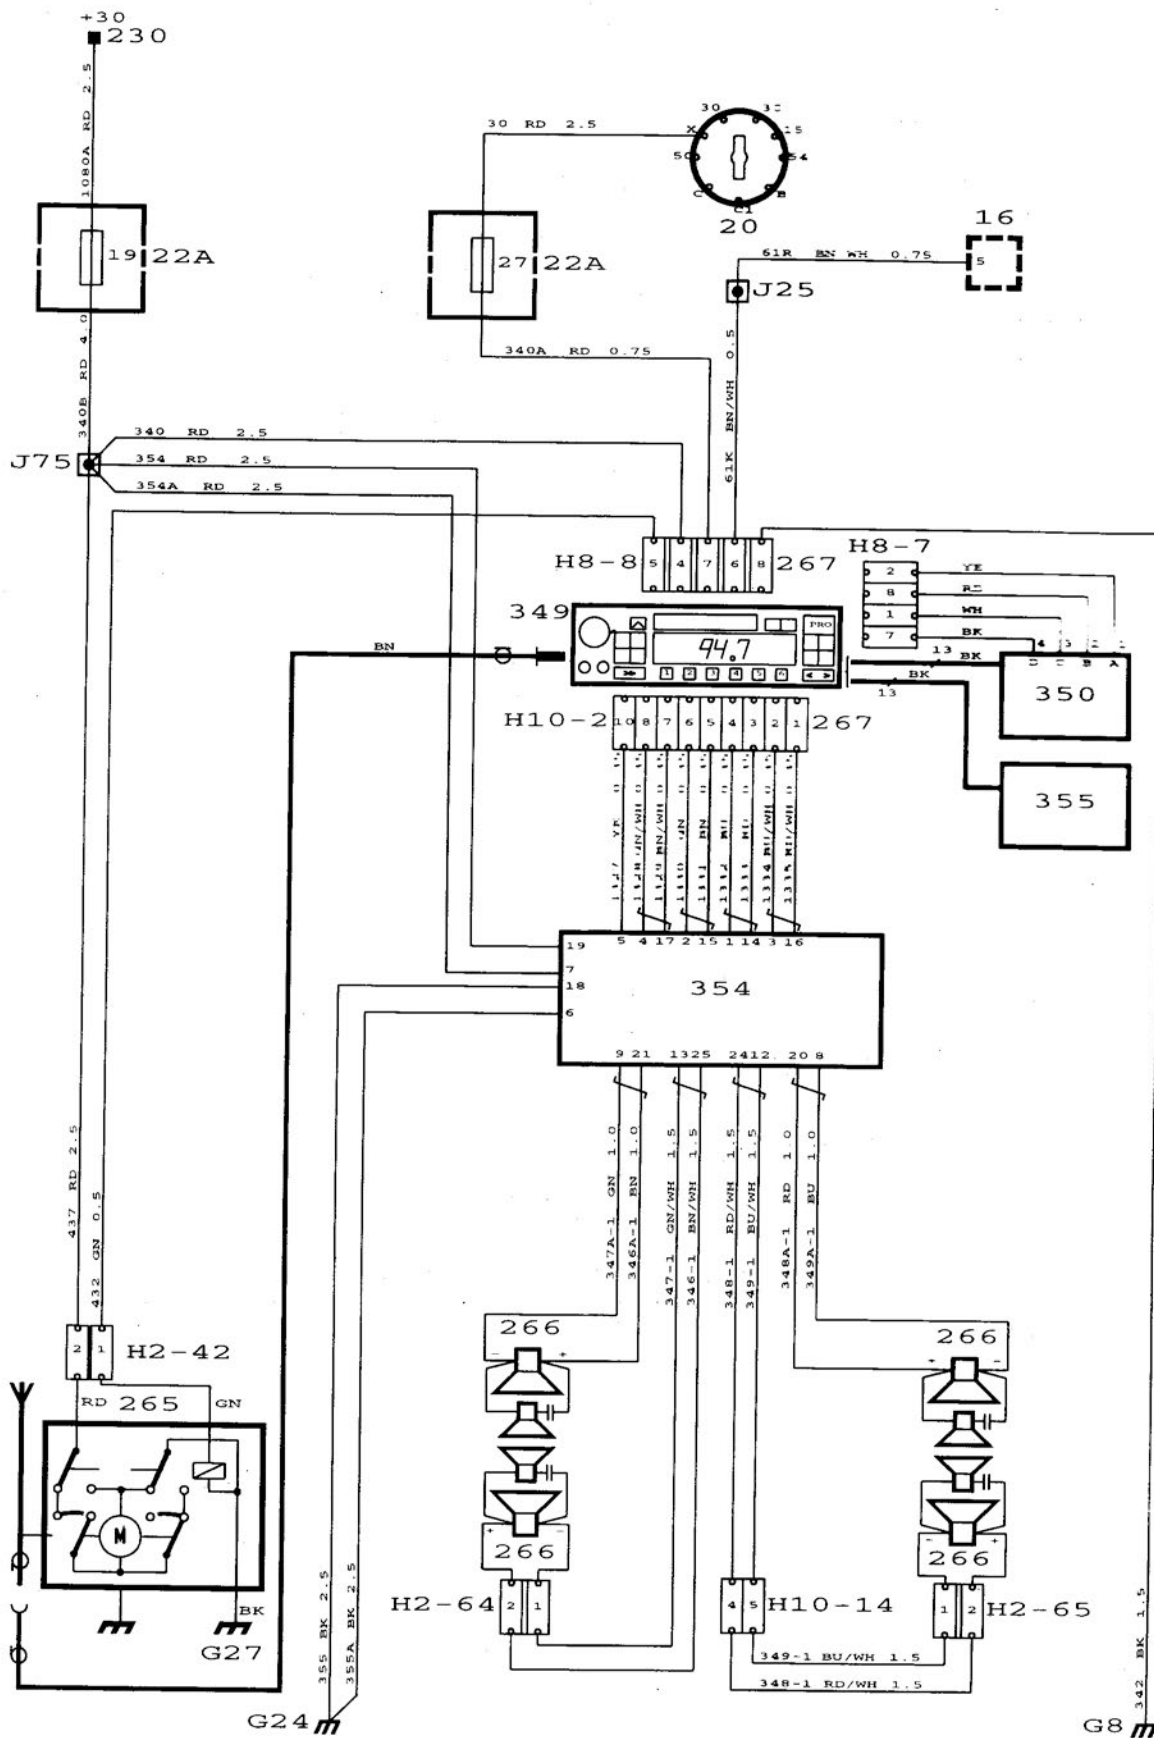 +30
230
1080A RD 2.5
19
22A
340B RD 4.0
30 RD 2.5
27
22A
340A RD 0.75
30
15
54
B
C1
C
50
X
20
16
5
61R BN WH 0.75
J25
61K BN/WH 0.5
J75
340 RD 2.5
354 RD 2.5
354A RD 2.5
H8-8
5 4 7 6 8
267
H8-7
2
8
1
7
YE
WH
BK
349
BN
PRO
94.7
1 2 3 4 5 6
13
BK
BK
13
4 3 2 1
D C B A
350
355
H10-2
10 8 7 6 5 4 3 2 1
267
5 4 17 2 15 1 14 3 16
19
7
18
6
354
9 21 13 25 24 12 20 8
347A-1 GN 1.0
346A-1 BN 1.0
347-1 GN/WH 1.5
346-1 BN/WH 1.5
348-1 RD/WH 1.5
349-1 BU/WH 1.5
348A-1 RD 1.0
349A-1 BU 1.0
437 RD 2.5
432 GN 0.5
2 1
H2-42
RD
265
GN
M
BK
G27
266
- +
+ -
266
H2-64
2 1
266
+ -
- +
266
4 5
H10-14
1 2
H2-65
349-1 BU/WH 1.5
348-1 RD/WH 1.5
355 BK 2.5
355A BK 2.5
G24
342 BK 1.5
G8